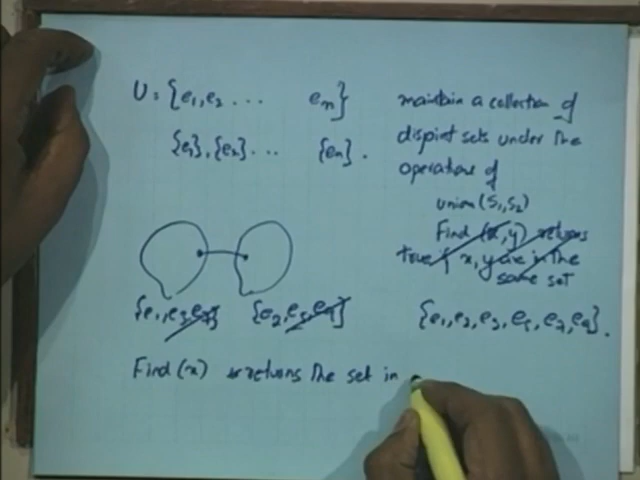 U = {e1, e2 ... en}
{e1}, {e2} ... {en}.
maintain a collection of
disjoint sets under the
operations of
union (S1, S2)
Find (x, y) returns
true if x, y are in the
same set
{e1, e3, e7} {e2, e5, e9}
{e1, e2, e3, e5, e7, e9}.
Find (x) returns the set in